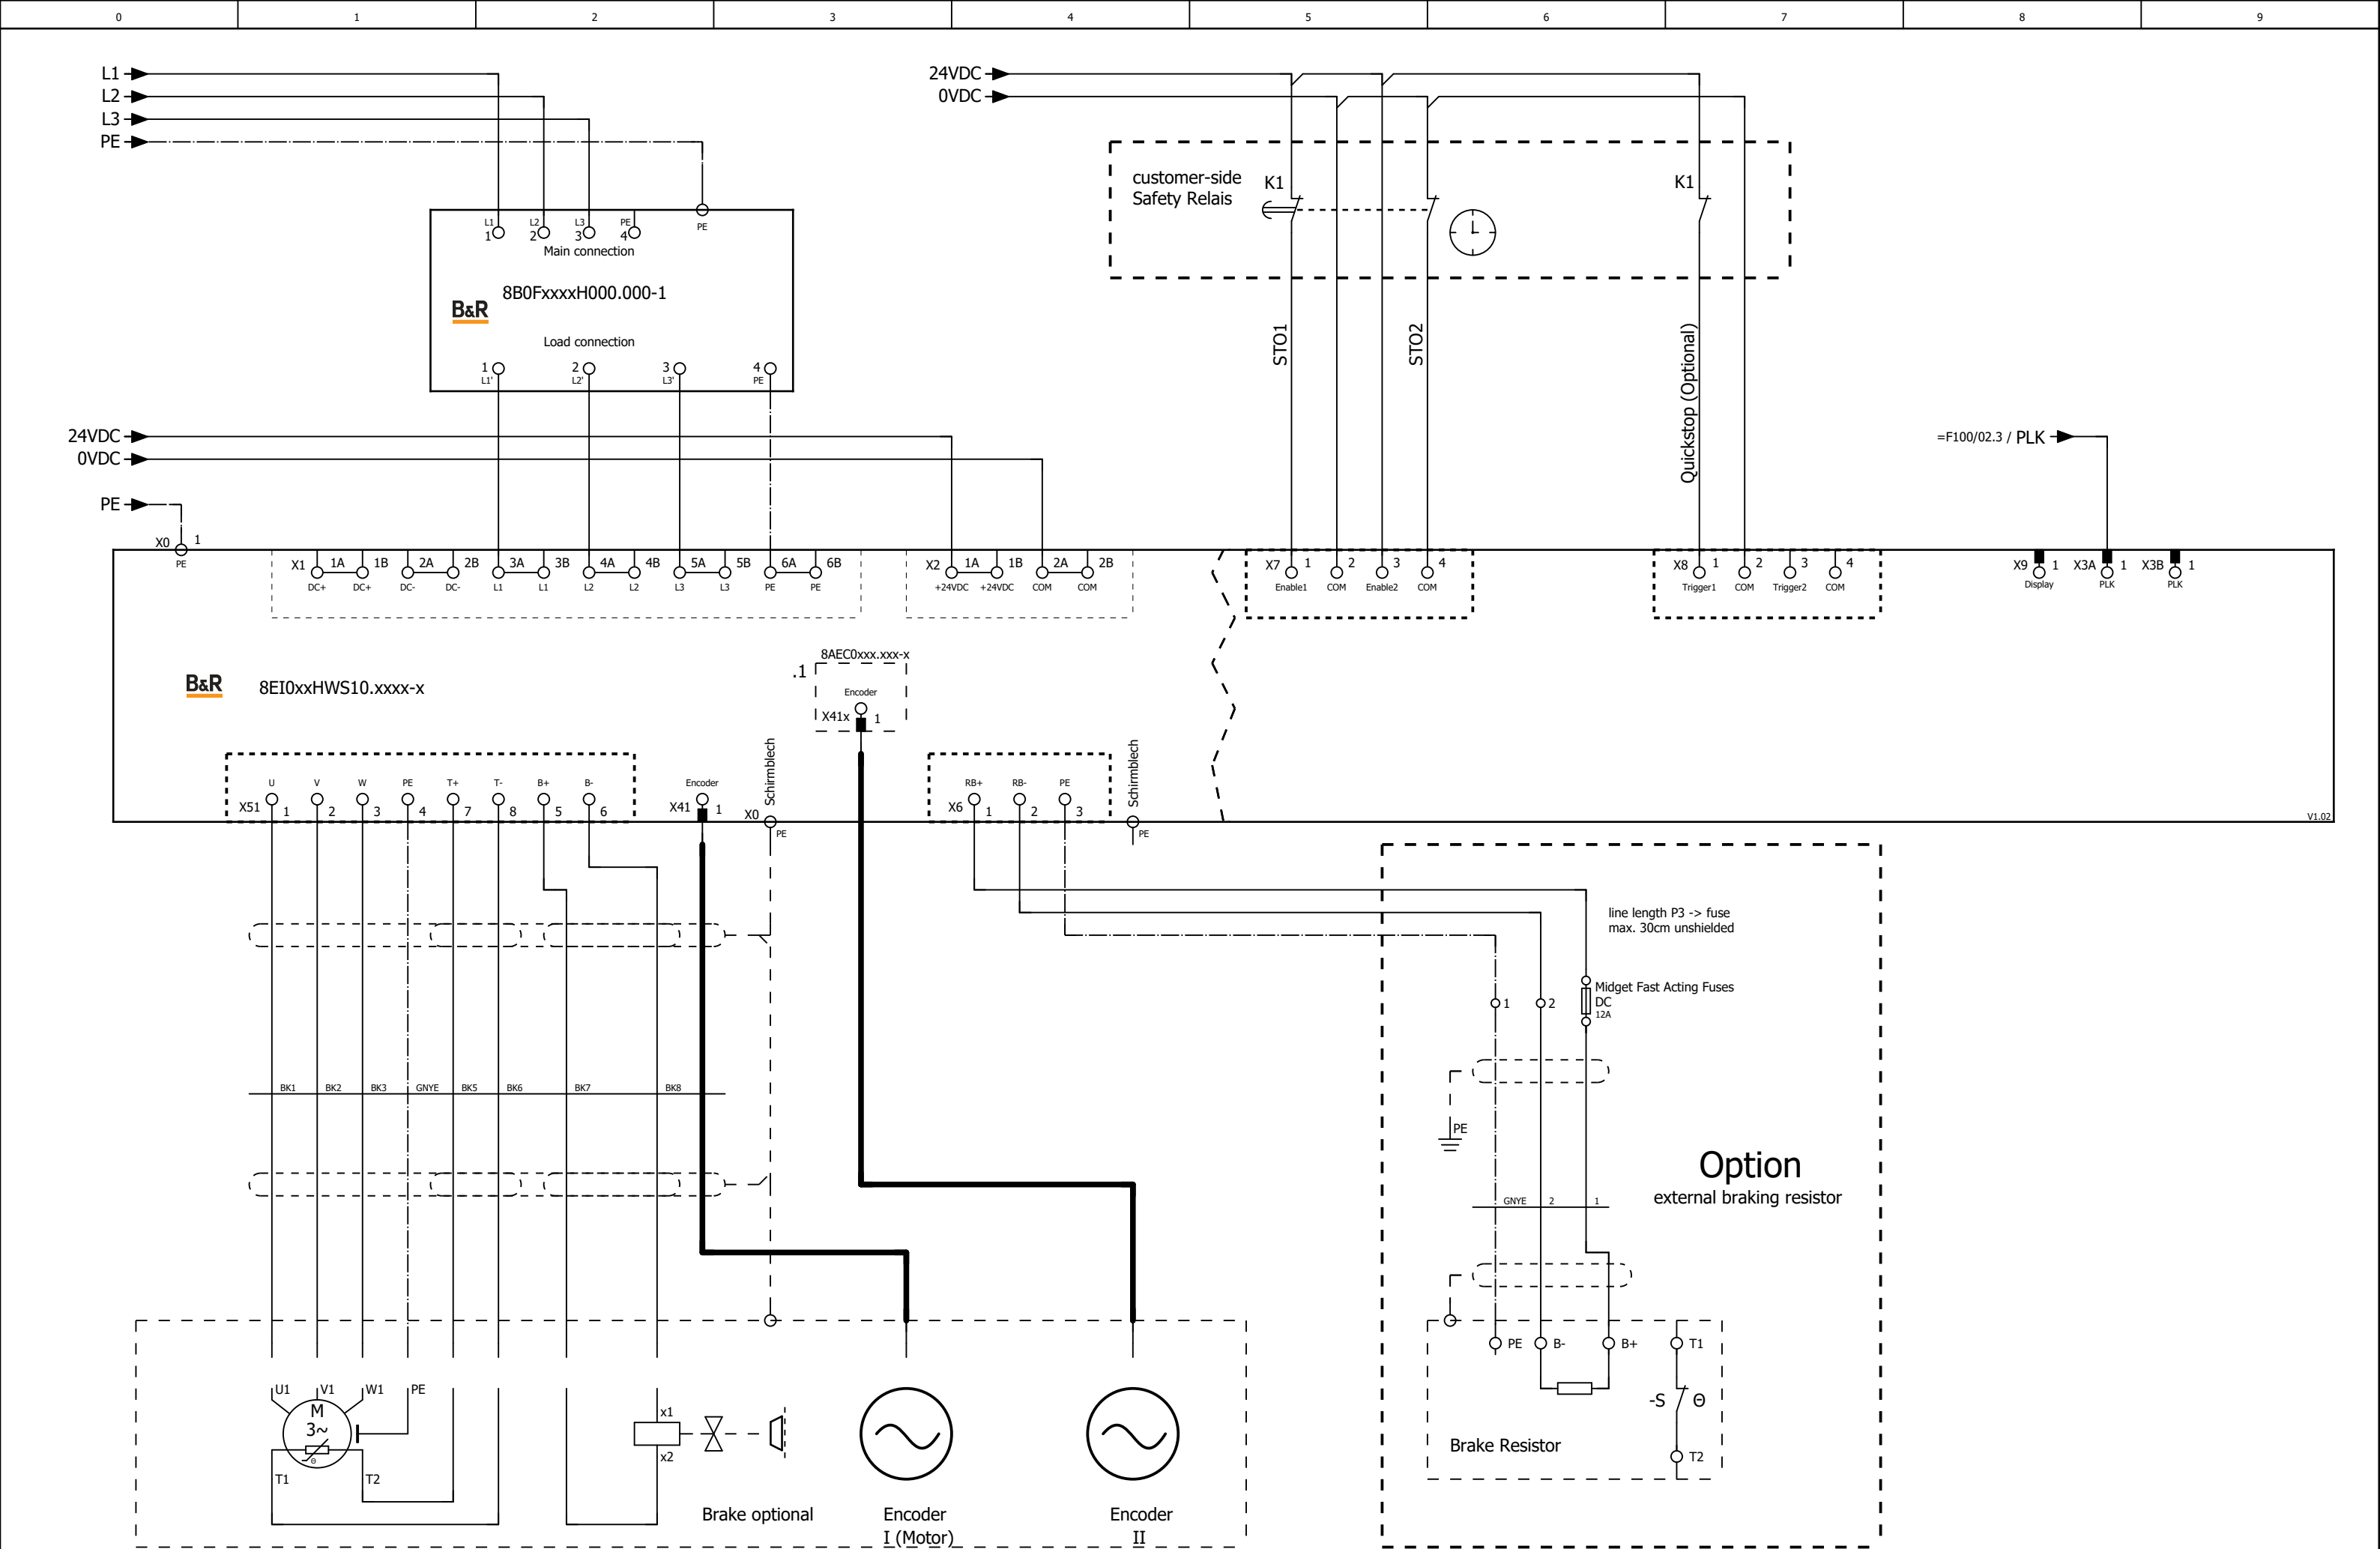 0 1 2 3 4 5 6 7 8 9
L1
L2
L3
PE
24VDC
0VDC
customer-side
Safety Relais
K1
K1
L1 L2 L3 PE
1 2 3 4
PE
Main connection
8B0FxxxxH000.000-1
B&R
Load connection
1 2 3 4
L1' L2' L3' PE
STO1
STO2
Quickstop (Optional)
24VDC
0VDC
PE
=F100/02.3 / PLK
X0 1
PE
X1 1A 1B 2A 2B 3A 3B 4A 4B 5A 5B 6A 6B
DC+ DC+ DC- DC- L1 L1 L2 L2 L3 L3 PE PE
X2 1A 1B 2A 2B
+24VDC +24VDC COM COM
X7 1 2 3 4
Enable1 COM Enable2 COM
X8 1 2 3 4
Trigger1 COM Trigger2 COM
X9 1 X3A 1 X3B 1
Display PLK PLK
B&R 8EI0xxHWS10.xxxx-x
8AEC0xxx.xxx-x
.1
Encoder
X41x 1
U V W PE T+ T- B+ B-
X51 1 2 3 4 7 8 5 6
Encoder
X41 1
Schirmblech
X0
PE
RB+ RB- PE
X6 1 2 3
Schirmblech
PE
V1.02
line length P3 -> fuse
max. 30cm unshielded
Midget Fast Acting Fuses
DC
12A
1 2
BK1 BK2 BK3 GNYE BK5 BK6 BK7 BK8
PE
Option
external braking resistor
GNYE 2 1
PE B- B+ T1
-S Θ
T2
Brake Resistor
U1 V1 W1 PE
M
3~
Θ
T1 T2
x1
x2
Brake optional
Encoder
I (Motor)
Encoder
II